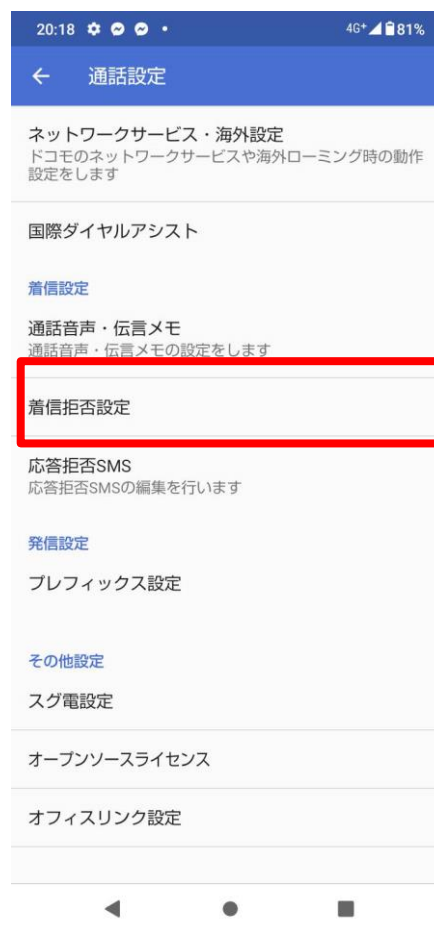 20:18
4G+ 81%
通話設定
ネットワークサービス・海外設定
ドコモのネットワークサービスや海外ローミング時の動作
設定をします
国際ダイヤルアシスト
着信設定
通話音声・伝言メモ
通話音声・伝言メモの設定をします
着信拒否設定
応答拒否SMS
応答拒否SMSの編集を行います
発信設定
プレフィックス設定
その他設定
スグ電設定
オープンソースライセンス
オフィスリンク設定